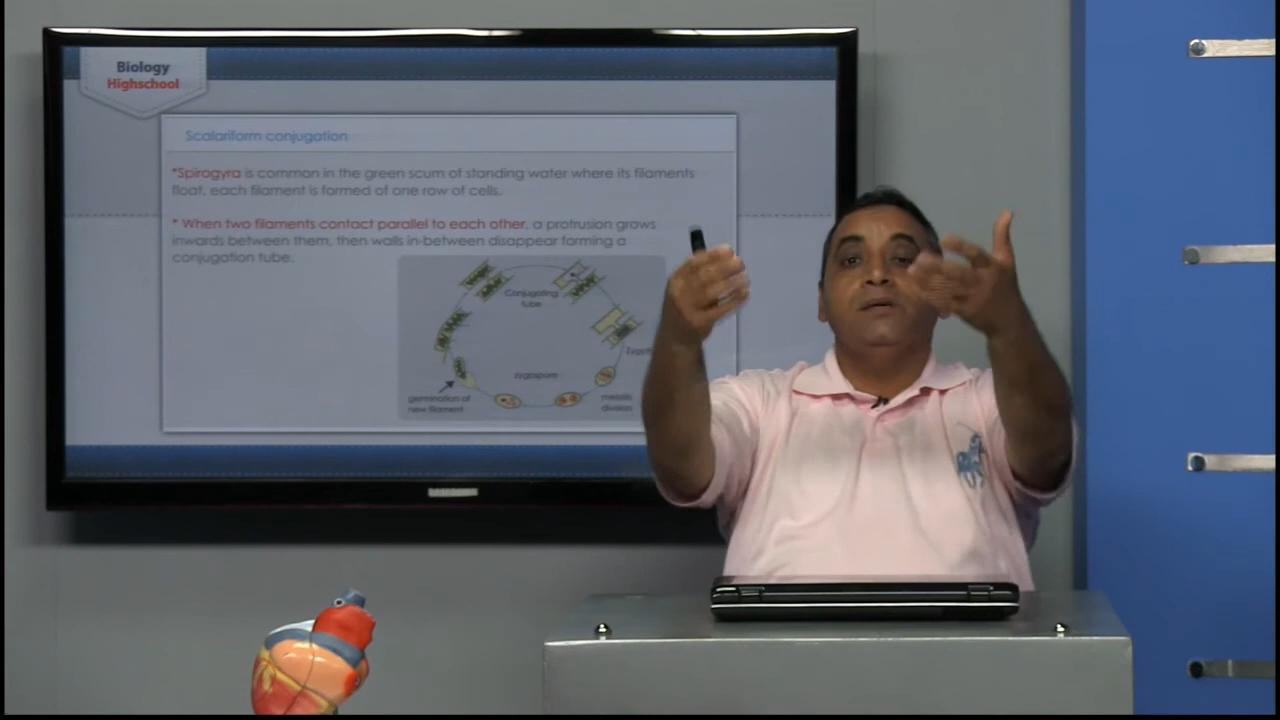 Biology
Highschool
Scalariform conjugation
*Spirogyra is common in the green scum of standing water where its filaments
float, each filament is formed of one row of cells.
* When two filaments contact parallel to each other, a protrusion grows
inwards between them, then walls in-between disappear forming a
conjugation tube.
Conjugating
tube
zygospore
germination of
new filament
meiosis
division
SAMSUNG